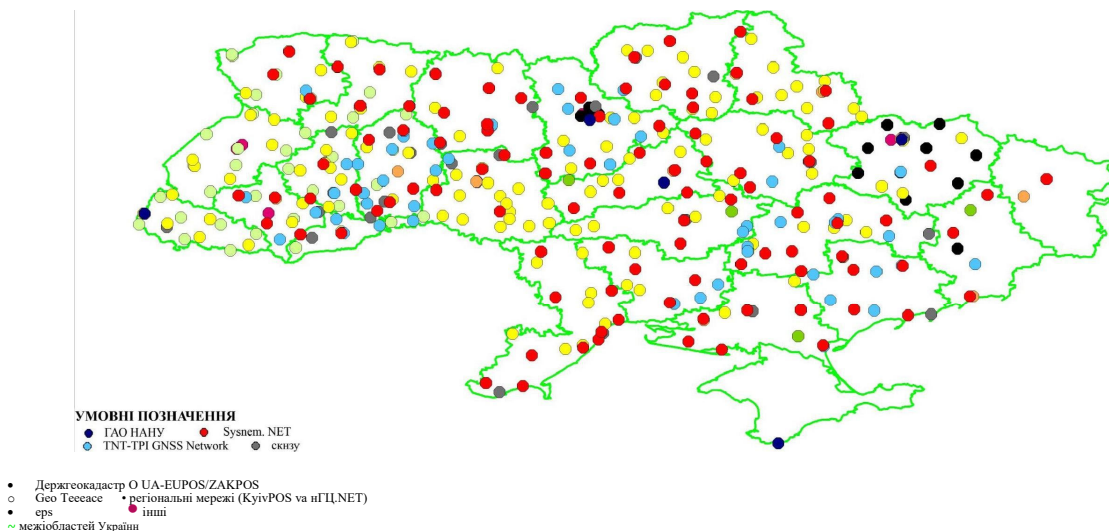 УМОВНІ ПОЗНАЧЕННЯ
ГАО НАНУ Sysnem. NET
TNT-TPI GNSS Network скнзу
• Держгеокадастр О UA-EUPOS/ZAKPOS
○ Geo Teeeace • регіональні мережі (KyivPOS va нГЦ.NET)
• eps інші
~ межіобластей Українн